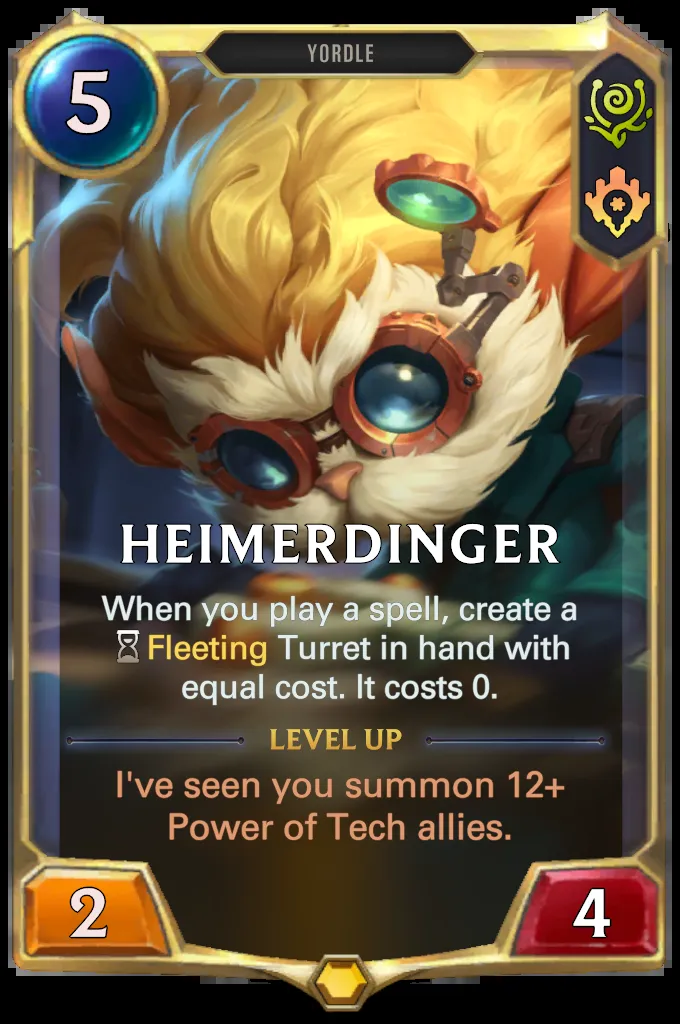 YORDLE
5
HEIMERDINGER
When you play a spell, create a
Fleeting Turret in hand with
equal cost. It costs 0.
LEVEL UP
I've seen you summon 12+
Power of Tech allies.
2
4